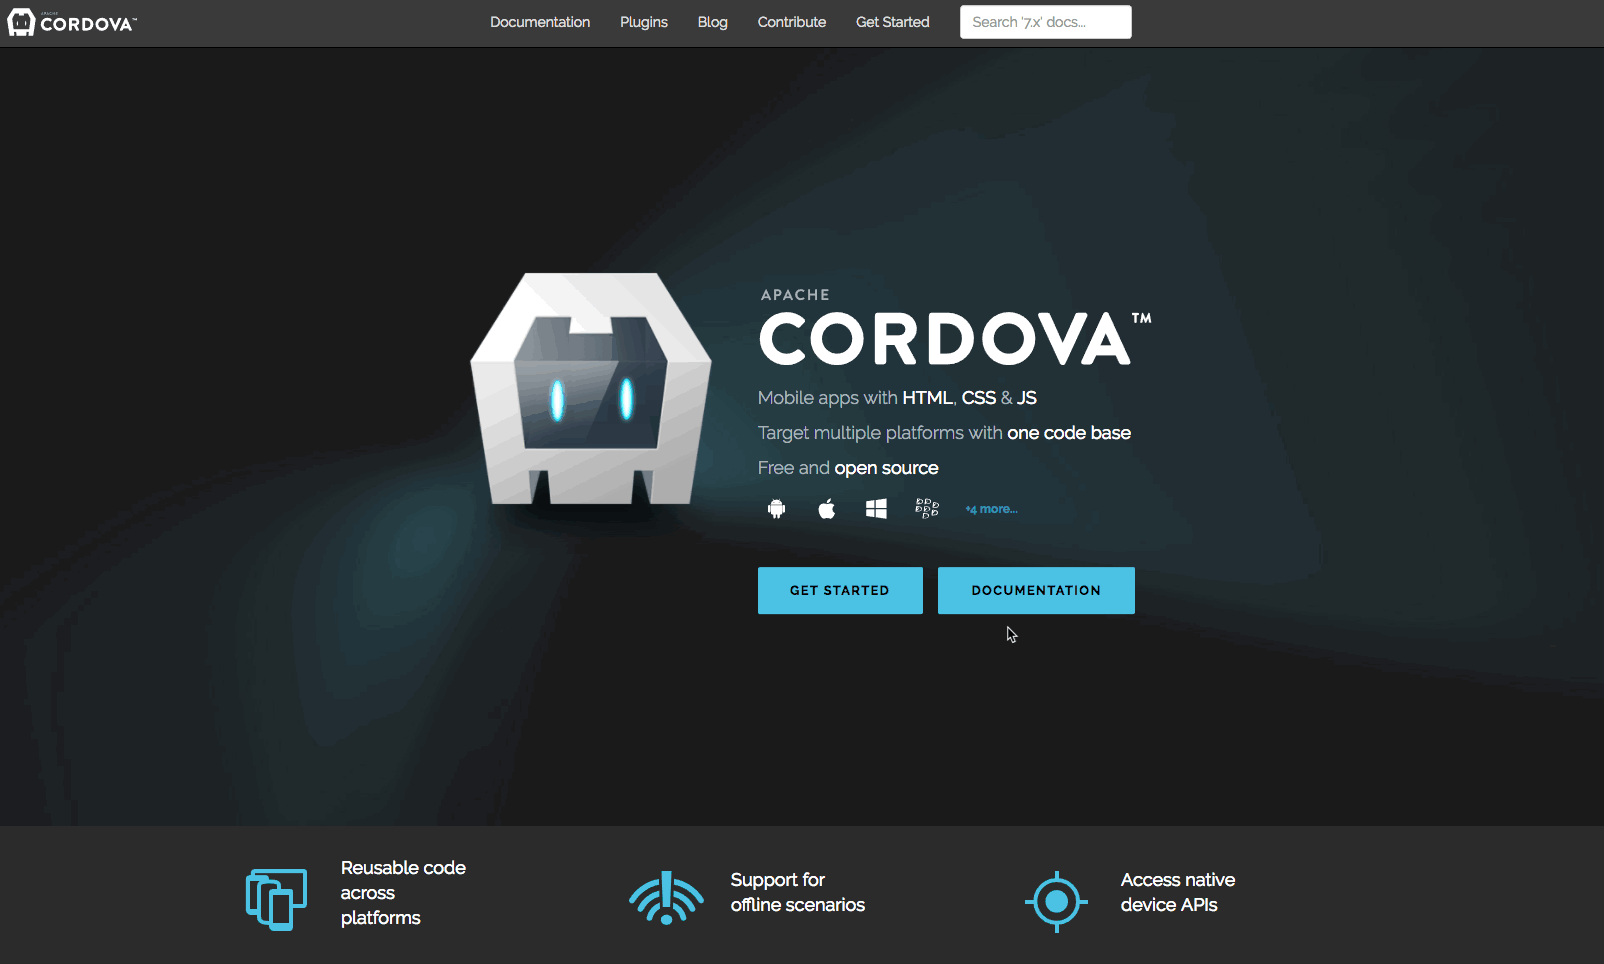 APACHE
CORDOVA™
Documentation
Plugins
Blog
Contribute
Get Started
Search '7.x' docs...
APACHE
CORDOVA™
Mobile apps with HTML, CSS & JS
Target multiple platforms with one code base
Free and open source
+4 more...
GET STARTED
DOCUMENTATION
Reusable code
across
platforms
Support for
offline scenarios
Access native
device APIs